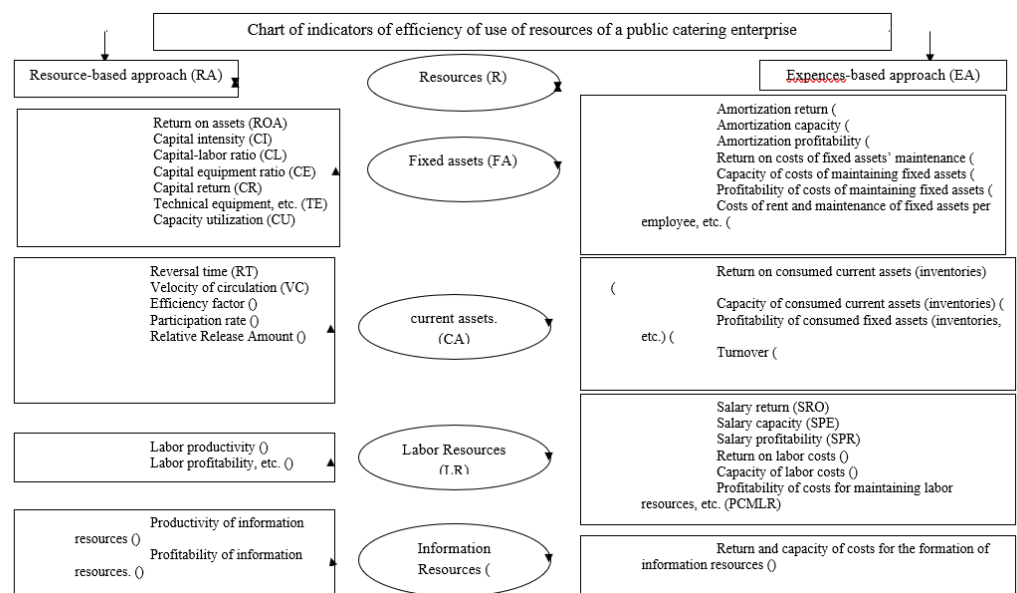 Chart of indicators of efficiency of use of resources of a public catering enterprise
Resource-based approach (RA)
Resources (R)
Expences-based approach (EA)
Return on assets (ROA)
Capital intensity (CI)
Capital-labor ratio (CL)
Capital equipment ratio (CE)
Capital return (CR)
Technical equipment, etc. (TE)
Capacity utilization (CU)
Fixed assets (FA)
Amortization return (
Amortization capacity (
Amortization profitability (
Return on costs of fixed assets’ maintenance (
Capacity of costs of maintaining fixed assets (
Profitability of costs of maintaining fixed assets (
Costs of rent and maintenance of fixed assets per
employee, etc. (
Reversal time (RT)
Velocity of circulation (VC)
Efficiency factor ()
Participation rate ()
Relative Release Amount ()
current assets.
(CA)
Return on consumed current assets (inventories)
(
Capacity of consumed current assets (inventories) (
Profitability of consumed fixed assets (inventories,
etc.) (
Turnover (
Labor productivity ()
Labor profitability, etc. ()
Labor Resources
(LR)
Salary return (SRO)
Salary capacity (SPE)
Salary profitability (SPR)
Return on labor costs ()
Capacity of labor costs ()
Profitability of costs for maintaining labor
resources, etc. (PCMLR)
Productivity of information
resources ()
Profitability of information
resources. ()
Information
Resources (
Return and capacity of costs for the formation of
information resources ()